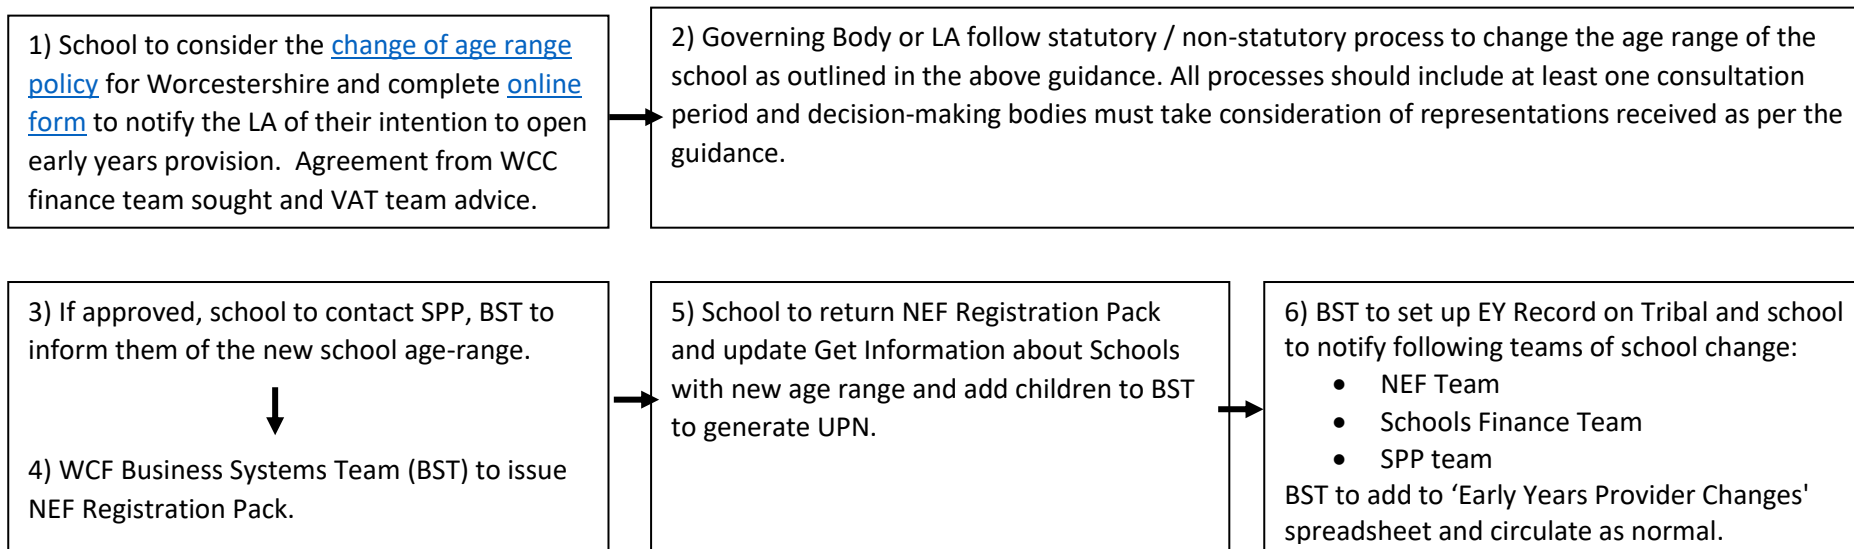 1) School to consider the change of age range
policy for Worcestershire and complete online
form to notify the LA of their intention to open
early years provision.  Agreement from WCC
finance team sought and VAT team advice.
2) Governing Body or LA follow statutory / non-statutory process to change the age range of the
school as outlined in the above guidance. All processes should include at least one consultation
period and decision-making bodies must take consideration of representations received as per the
guidance.
3) If approved, school to contact SPP, BST to
inform them of the new school age-range.
4) WCF Business Systems Team (BST) to issue
NEF Registration Pack.
5) School to return NEF Registration Pack
and update Get Information about Schools
with new age range and add children to BST
to generate UPN.
6) BST to set up EY Record on Tribal and school
to notify following teams of school change:
• NEF Team
• Schools Finance Team
• SPP team
BST to add to ‘Early Years Provider Changes'
spreadsheet and circulate as normal.